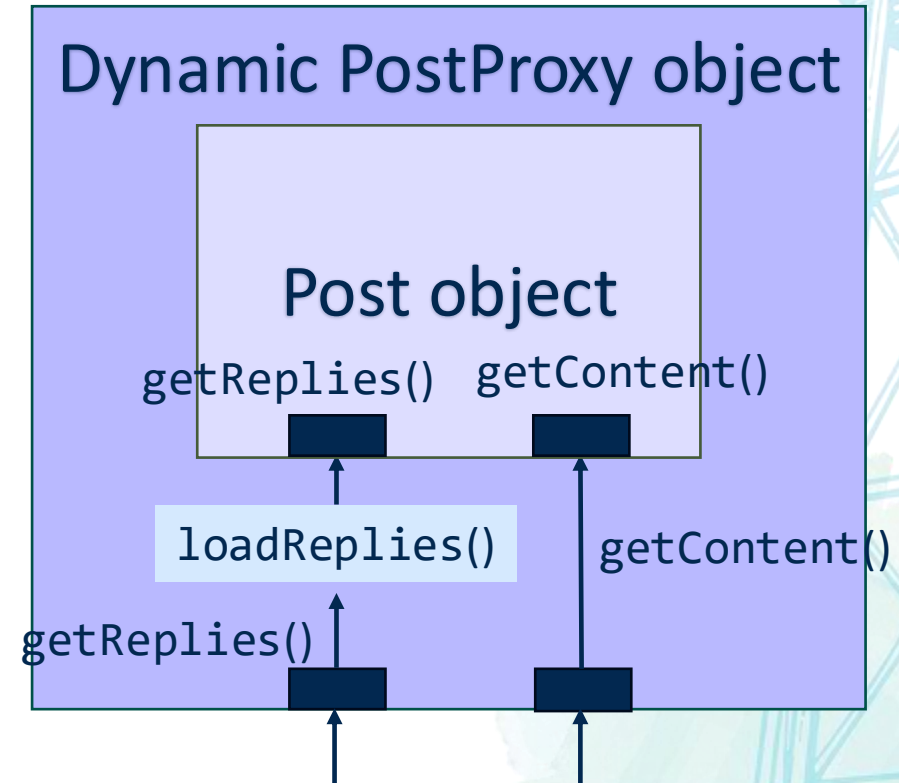 Dynamic PostProxy object
Post object
getReplies() getContent()
loadReplies() getContent()
getReplies()